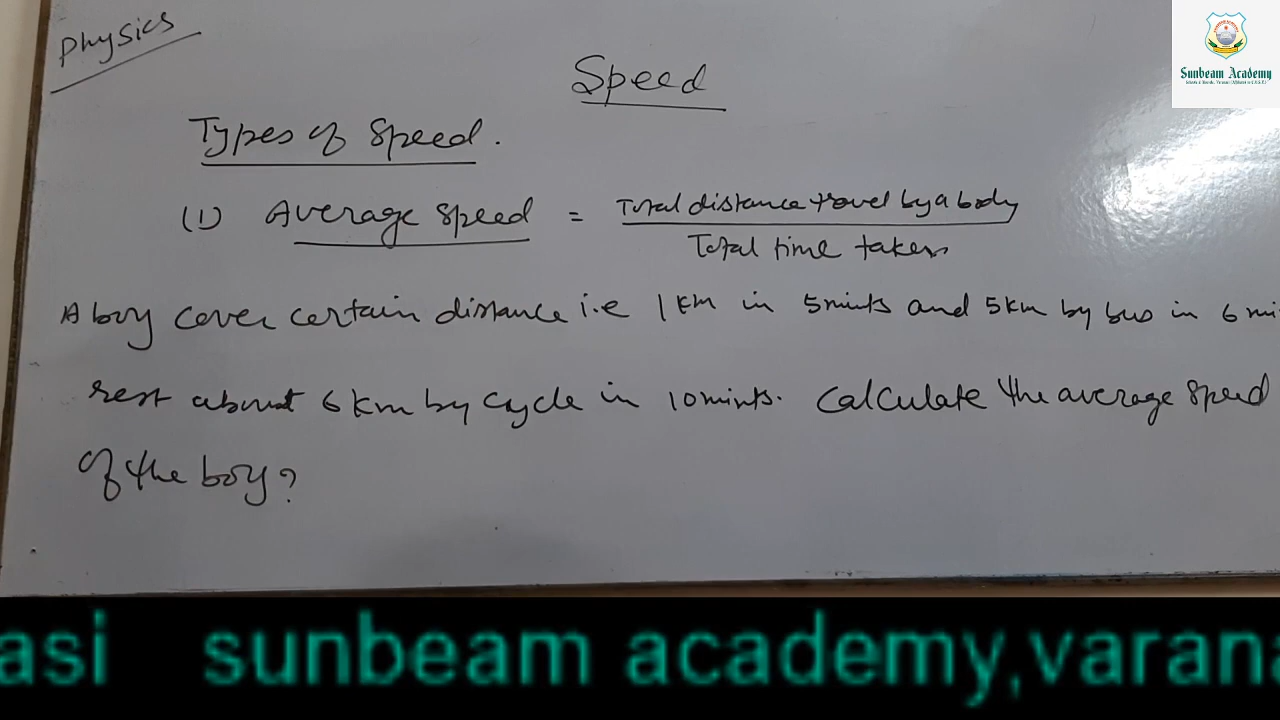 Physics
Sunbeam Academy
Speed
Types of Speed.
(1) Average Speed = Total distance travel by a body
Total time taken
A boy cover certain distance i.e 1 km in 5 mints and 5 km by bus in 6 mi
rest about 6 km by cycle in 10 mints. Calculate the average speed
of the boy?
asi sunbeam academy,varana